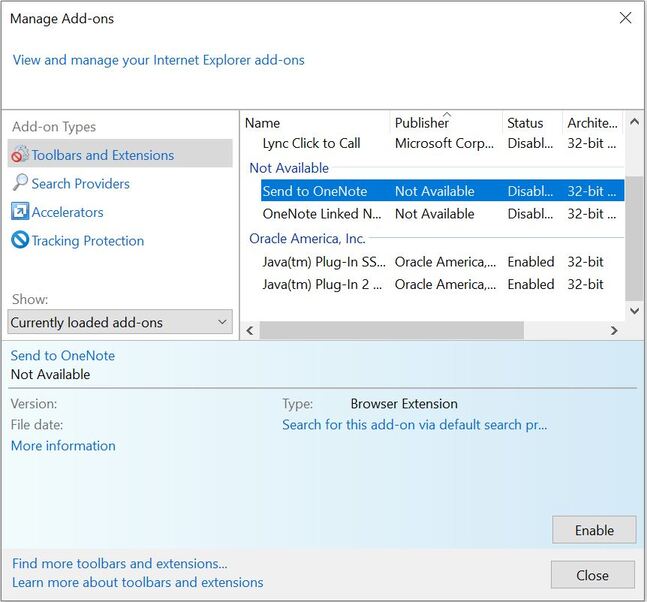 Manage Add-ons
View and manage your Internet Explorer add-ons
Add-on Types
Toolbars and Extensions
Search Providers
Accelerators
Tracking Protection
Show:
Currently loaded add-ons
Name Publisher Status Archite...
Lync Click to Call Microsoft Corp... Disabl... 32-bit ...
Not Available
Send to OneNote Not Available Disabl... 32-bit ...
OneNote Linked N... Not Available Disabl... 32-bit ...
Oracle America, Inc.
Java(tm) Plug-In SS... Oracle America,... Enabled 32-bit
Java(tm) Plug-In 2 ... Oracle America,... Enabled 32-bit
Send to OneNote
Not Available
Version: Type: Browser Extension
File date: Search for this add-on via default search pr...
More information
Enable
Find more toolbars and extensions...
Learn more about toolbars and extensions
Close